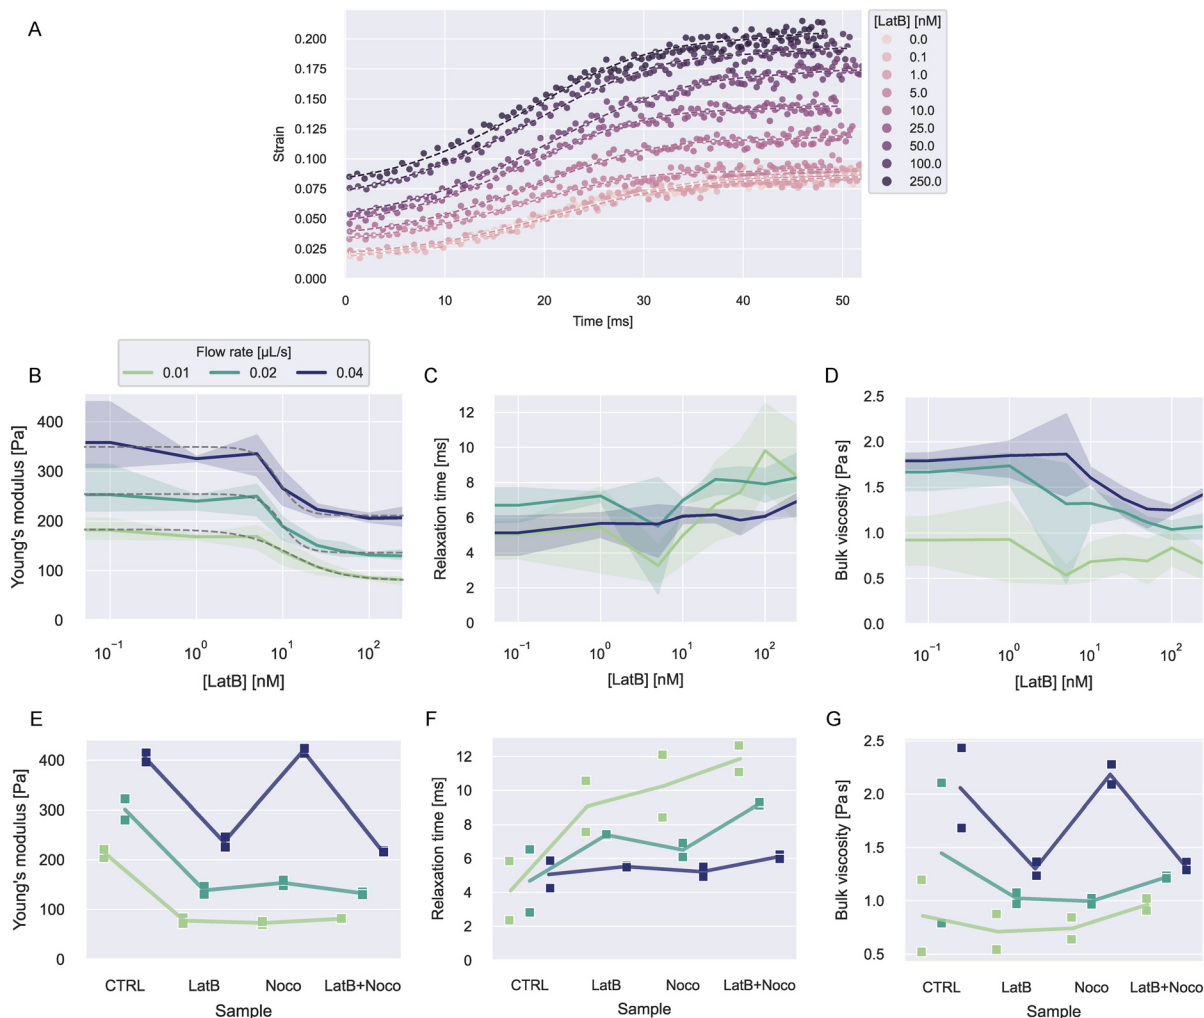 A
[LatB] [nM]
0.0
0.1
1.0
5.0
10.0
25.0
50.0
100.0
250.0
Strain
0.200
0.175
0.150
0.125
0.100
0.075
0.050
0.025
0.000
0 10 20 30 40 50
Time [ms]
Flow rate [µL/s]
0.01 0.02 0.04
B
Young's modulus [Pa]
400
300
200
100
0
10⁻¹ 10⁰ 10¹ 10²
[LatB] [nM]
C
Relaxation time [ms]
12
10
8
6
4
2
0
10⁻¹ 10⁰ 10¹ 10²
[LatB] [nM]
D
Bulk viscosity [Pa s]
2.5
2.0
1.5
1.0
0.5
0.0
10⁻¹ 10⁰ 10¹ 10²
[LatB] [nM]
E
Young's modulus [Pa]
400
300
200
100
0
CTRL LatB Noco LatB+Noco
Sample
F
Relaxation time [ms]
12
10
8
6
4
2
0
CTRL LatB Noco LatB+Noco
Sample
G
Bulk viscosity [Pa s]
2.5
2.0
1.5
1.0
0.5
CTRL LatB Noco LatB+Noco
Sample